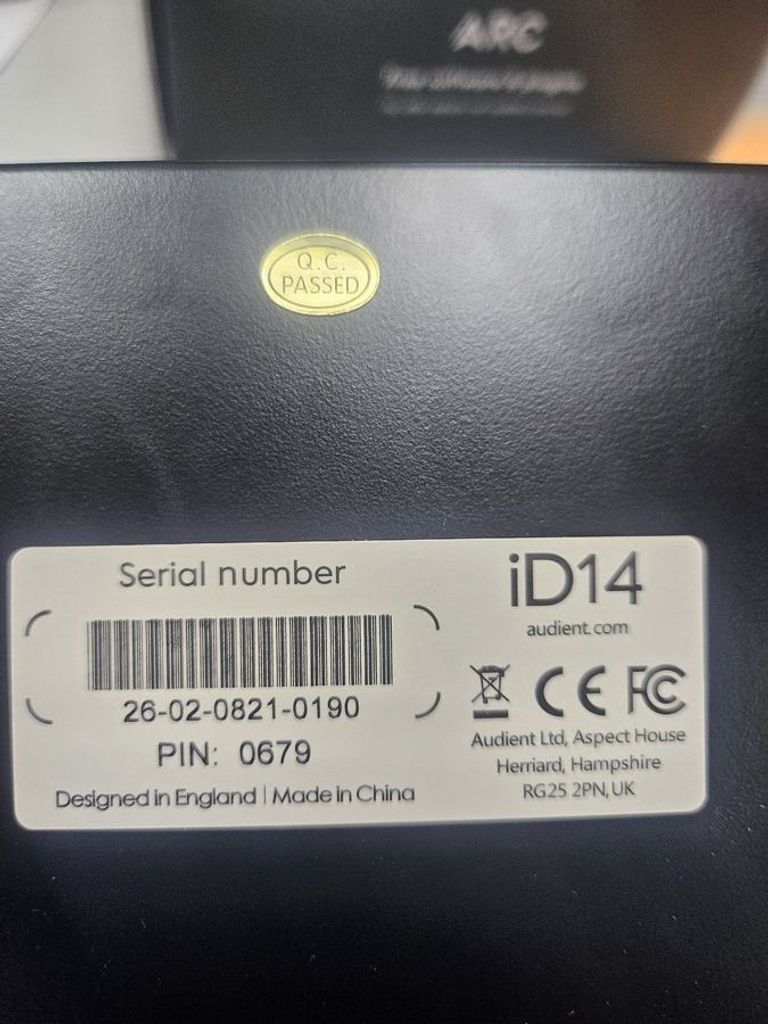 ARC
Q.C.
PASSED
Serial number
26-02-0821-0190
PIN: 0679
Designed in England | Made in China
iD14
audient.com
CE FC
Audient Ltd, Aspect House
Herriard, Hampshire
RG25 2PN, UK